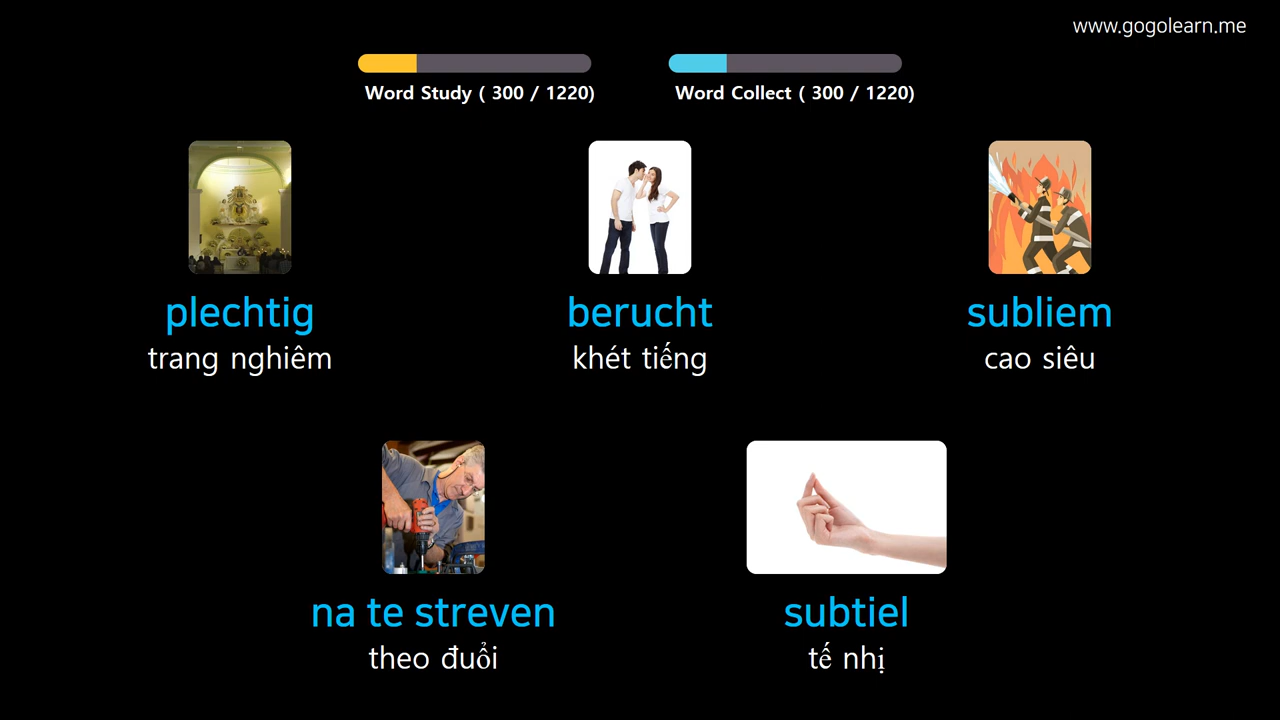 www.gogolearn.me
Word Study ( 300 / 1220)
Word Collect ( 300 / 1220)
plechtig
trang nghiêm
berucht
khét tiếng
subliem
cao siêu
na te streven
theo đuổi
subtiel
tế nhị